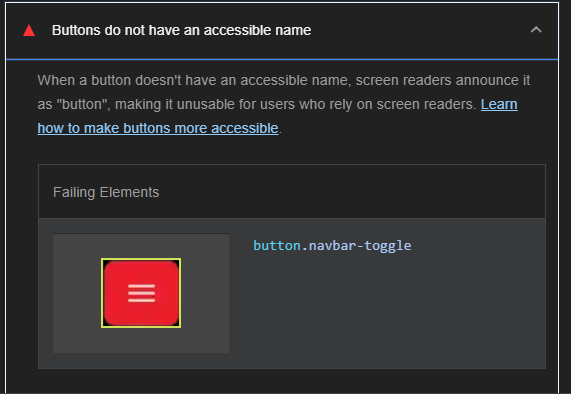 Buttons do not have an accessible name
When a button doesn't have an accessible name, screen readers announce it
as "button", making it unusable for users who rely on screen readers. Learn
how to make buttons more accessible.
Failing Elements
button.navbar-toggle